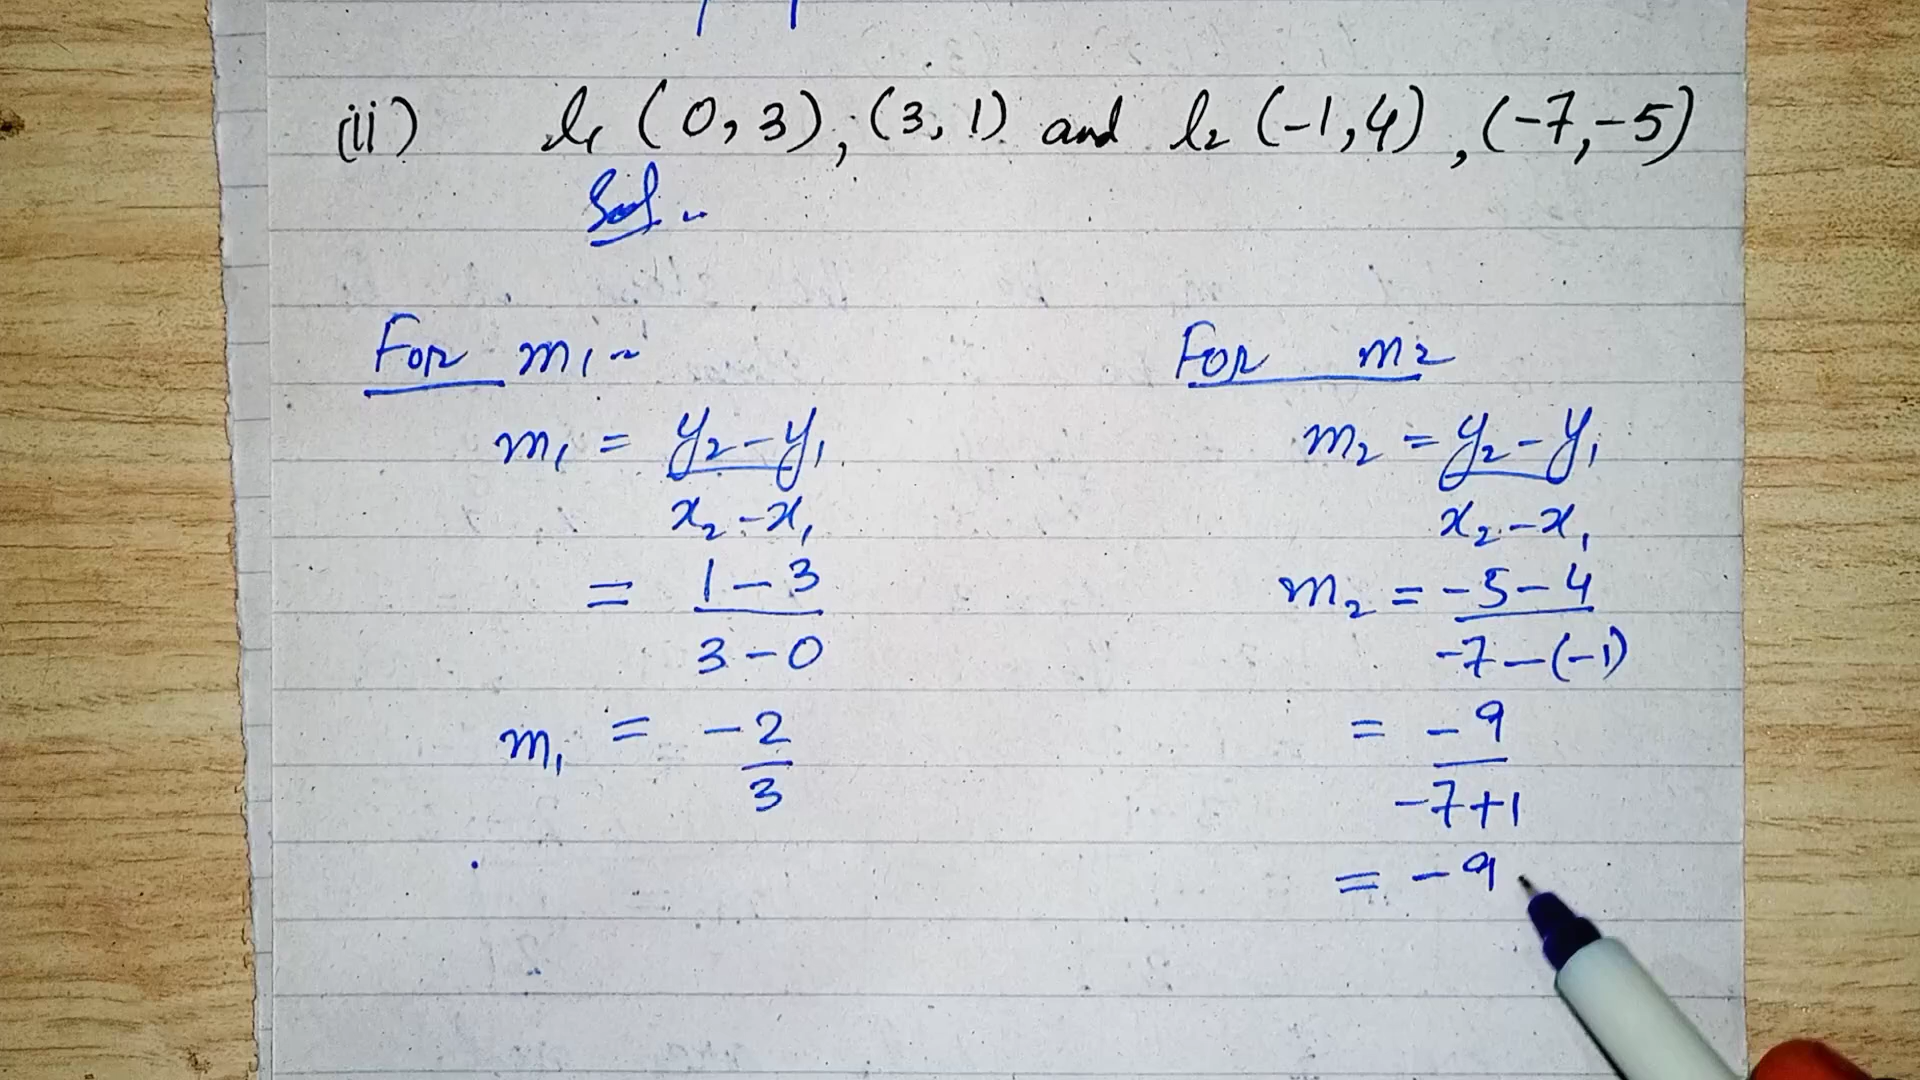 (ii) l₁ (0,3), (3,1) and l₂ (-1,4), (-7,-5)
Sol.-
For m₁ -
m₁ = y₂ - y₁
x₂ - x₁
= 1 - 3
3 - 0
m₁ = -2
3
For m₂
m₂ = y₂ - y₁
x₂ - x₁
m₂ = -5 - 4
-7 - (-1)
= -9
-7+1
= -9